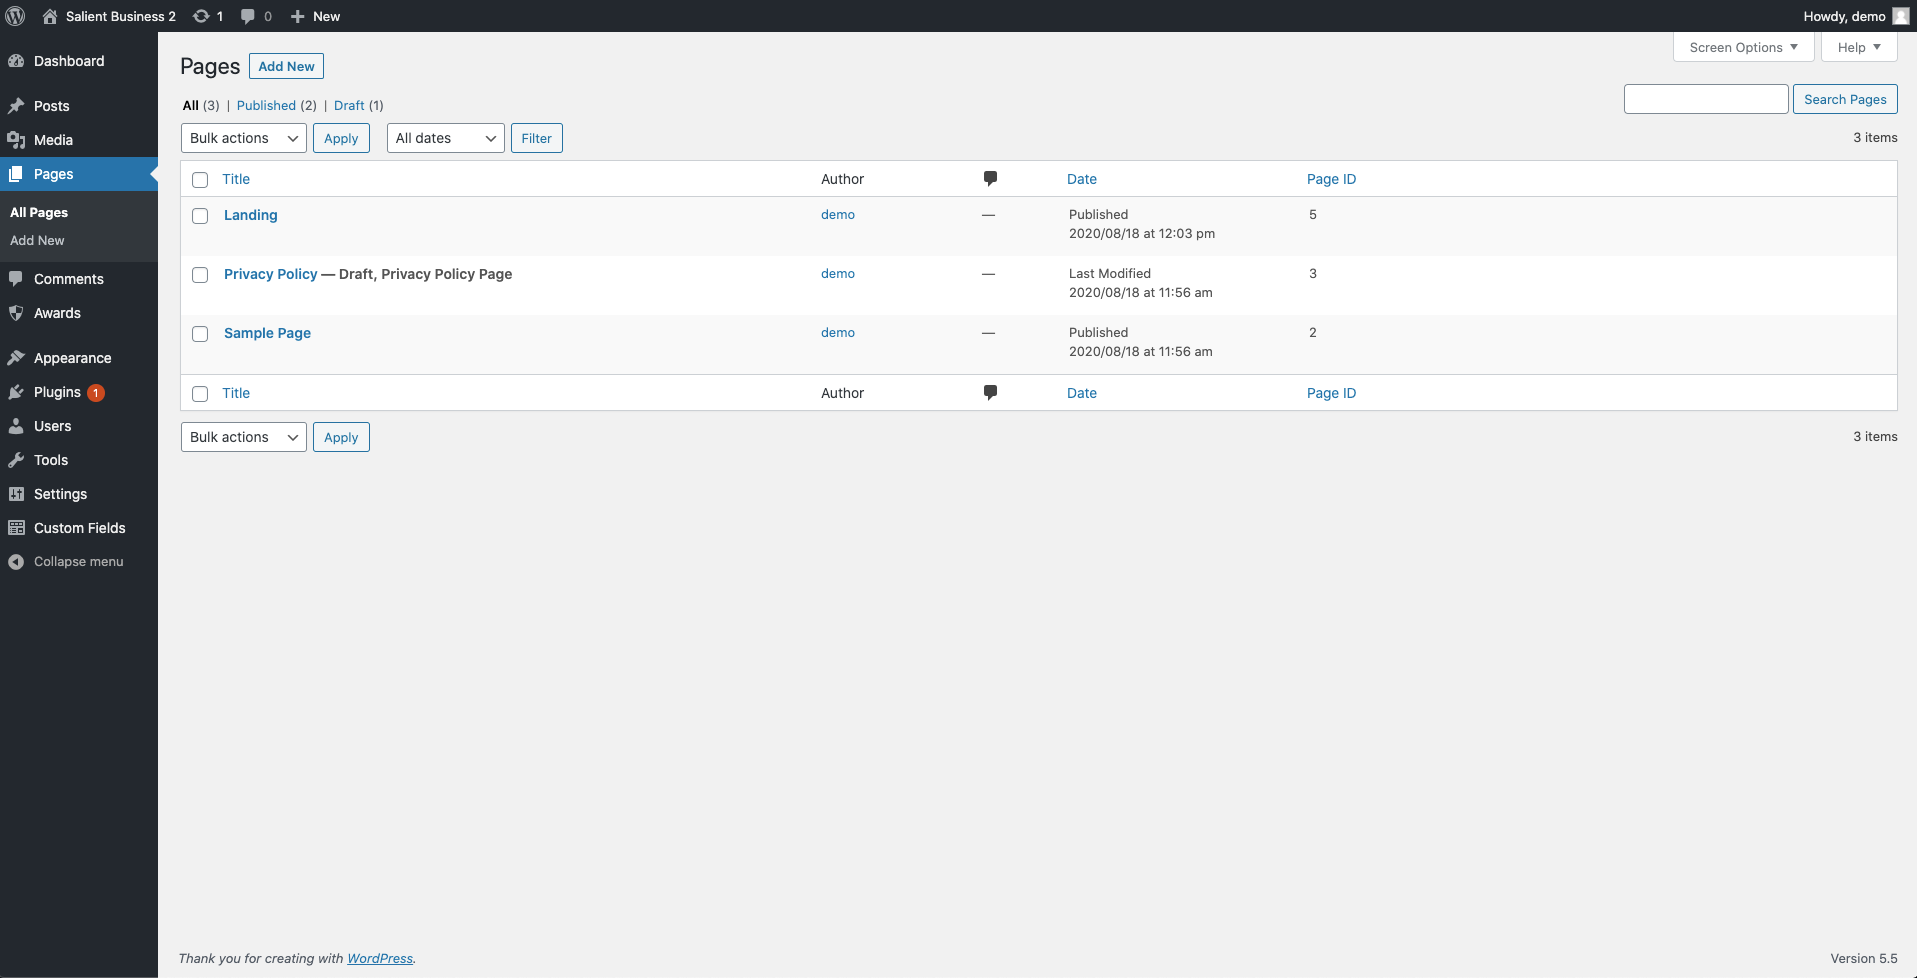 Salient Business 2 1 0 New Howdy, demo
Dashboard
Posts
Media
Pages
All Pages
Add New
Comments
Awards
Appearance
Plugins 1
Users
Tools
Settings
Custom Fields
Collapse menu
Screen Options Help
Pages Add New
All (3) | Published (2) | Draft (1)
Search Pages
Bulk actions Apply All dates Filter 3 items
Title Author Date Page ID
Landing demo — Published 5
2020/08/18 at 12:03 pm
Privacy Policy — Draft, Privacy Policy Page demo — Last Modified 3
2020/08/18 at 11:56 am
Sample Page demo — Published 2
2020/08/18 at 11:56 am
Title Author Date Page ID
Bulk actions Apply 3 items
Thank you for creating with WordPress. Version 5.5